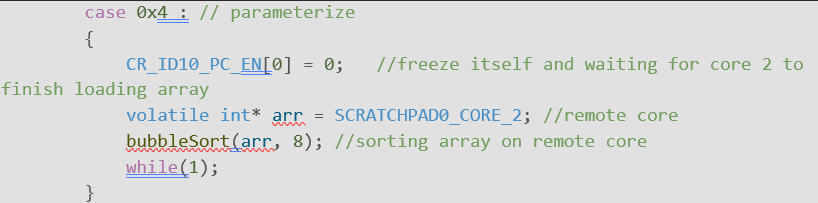 case 0x4 : // parameterize
{
CR_ID10_PC_EN[0] = 0; //freeze itself and waiting for core 2 to
finish loading array
volatile int* arr = SCRATCHPAD0_CORE_2; //remote core
bubbleSort(arr, 8); //sorting array on remote core
while(1);
}